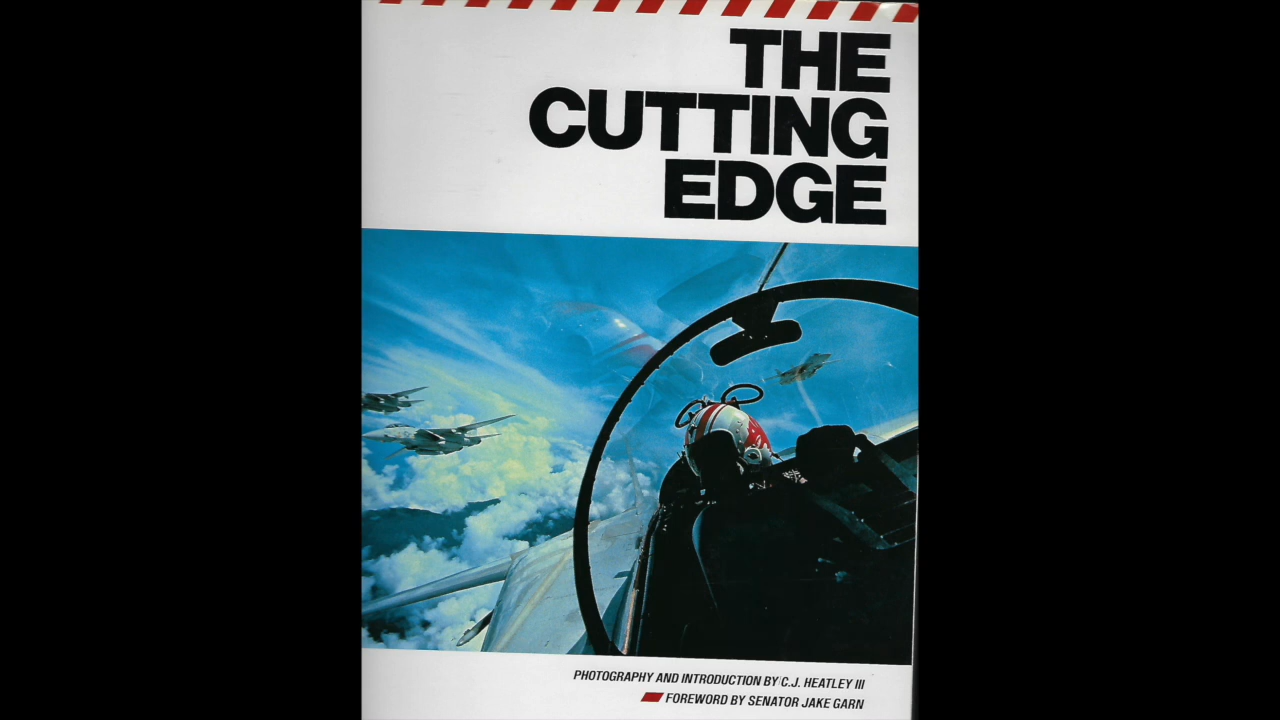 THE
CUTTING
EDGE
PHOTOGRAPHY AND INTRODUCTION BY C.J. HEATLEY III
FOREWORD BY SENATOR JAKE GARN